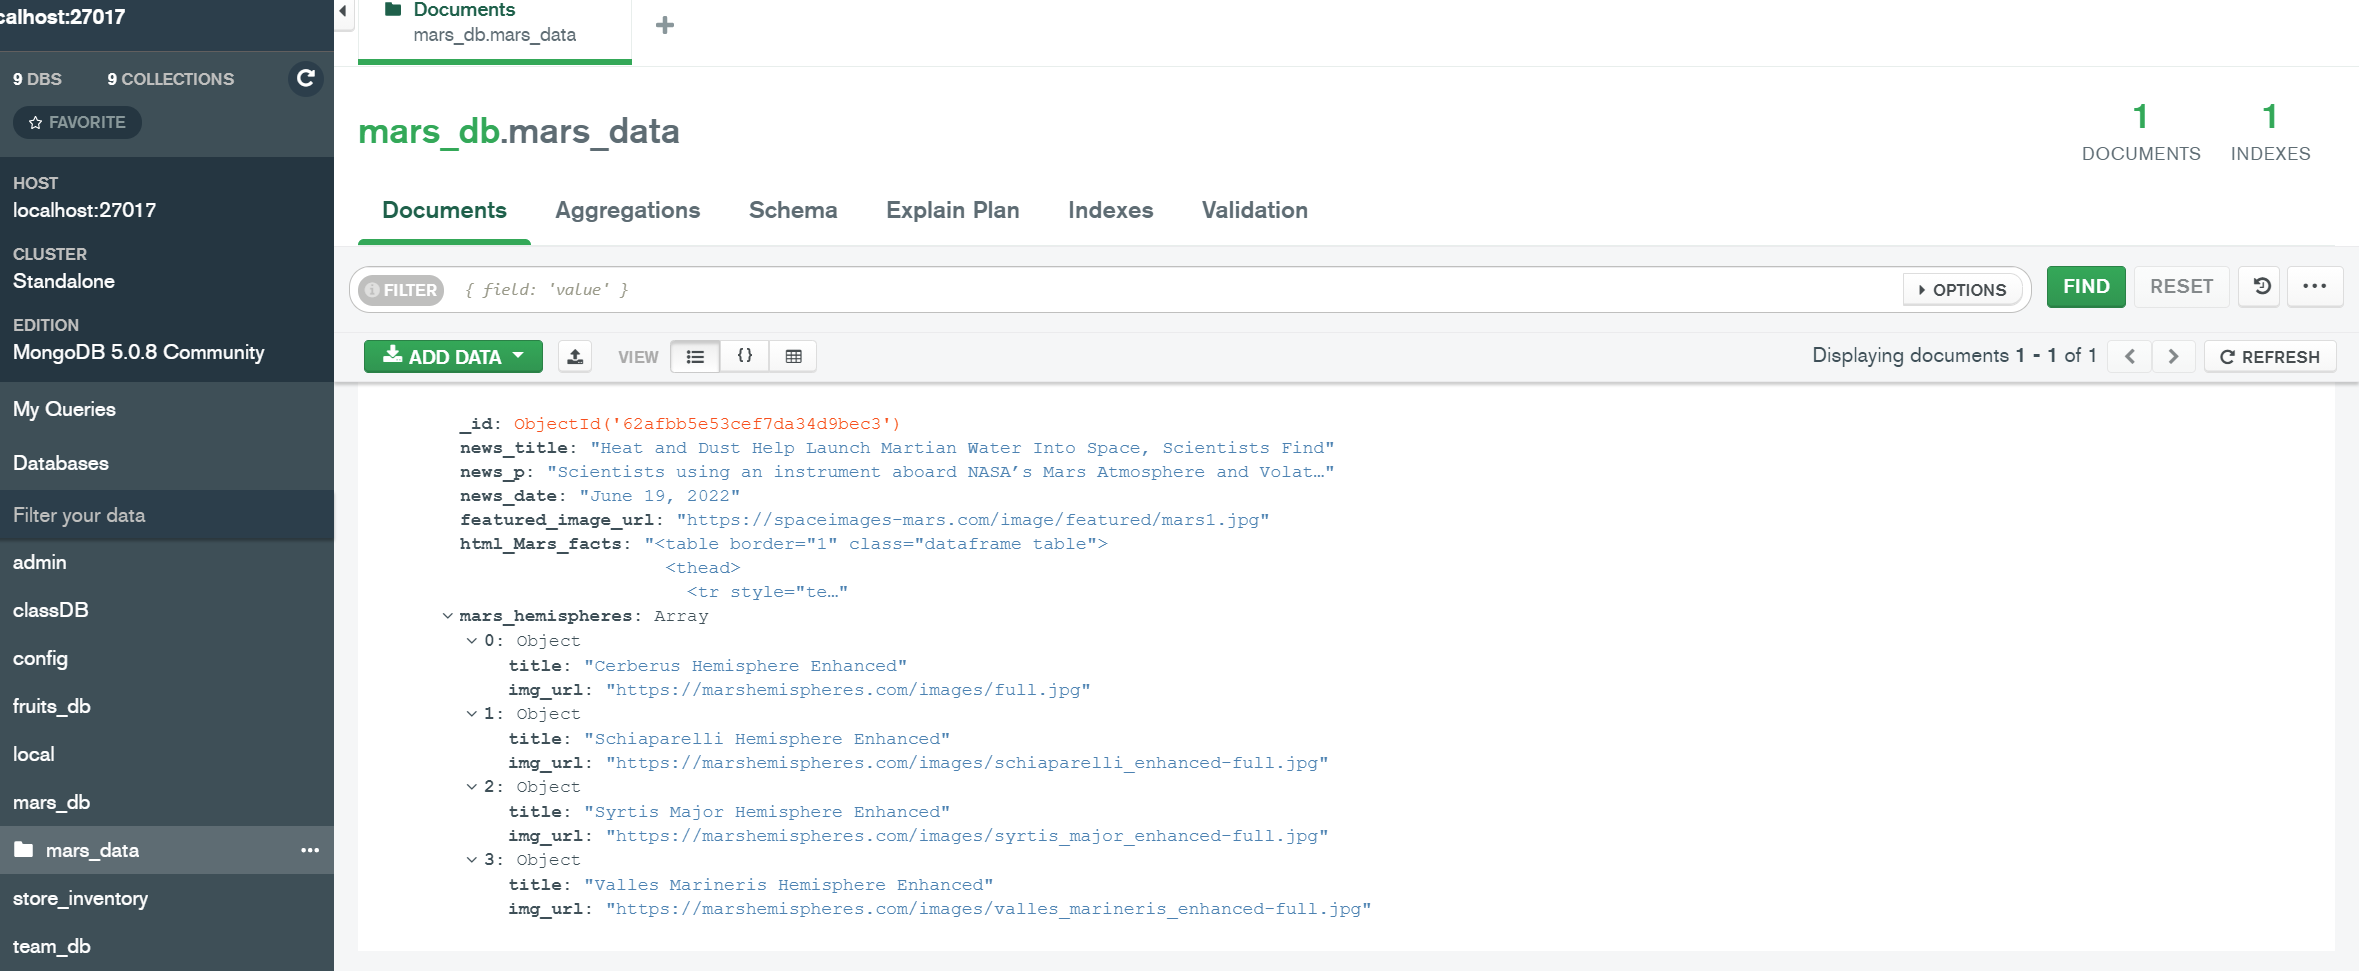 calhost:27017
9 DBS 9 COLLECTIONS
FAVORITE
HOST
localhost:27017
CLUSTER
Standalone
EDITION
MongoDB 5.0.8 Community
My Queries
Databases
Filter your data
admin
classDB
config
fruits_db
local
mars_db
mars_data
store_inventory
team_db
Documents
mars_db.mars_data
mars_db.mars_data
1 DOCUMENTS
1 INDEXES
Documents Aggregations Schema Explain Plan Indexes Validation
FILTER { field: 'value' } OPTIONS FIND RESET
ADD DATA VIEW {} Displaying documents 1 - 1 of 1 REFRESH
_id: ObjectId('62afbb5e53cef7da34d9bec3')
news_title: "Heat and Dust Help Launch Martian Water Into Space, Scientists Find"
news_p: "Scientists using an instrument aboard NASA’s Mars Atmosphere and Volat…"
news_date: "June 19, 2022"
featured_image_url: "https://spaceimages-mars.com/image/featured/mars1.jpg"
html_Mars_facts: "<table border="1" class="dataframe table">
<thead>
<tr style="te…"
mars_hemispheres: Array
0: Object
title: "Cerberus Hemisphere Enhanced"
img_url: "https://marshemispheres.com/images/full.jpg"
1: Object
title: "Schiaparelli Hemisphere Enhanced"
img_url: "https://marshemispheres.com/images/schiaparelli_enhanced-full.jpg"
2: Object
title: "Syrtis Major Hemisphere Enhanced"
img_url: "https://marshemispheres.com/images/syrtis_major_enhanced-full.jpg"
3: Object
title: "Valles Marineris Hemisphere Enhanced"
img_url: "https://marshemispheres.com/images/valles_marineris_enhanced-full.jpg"